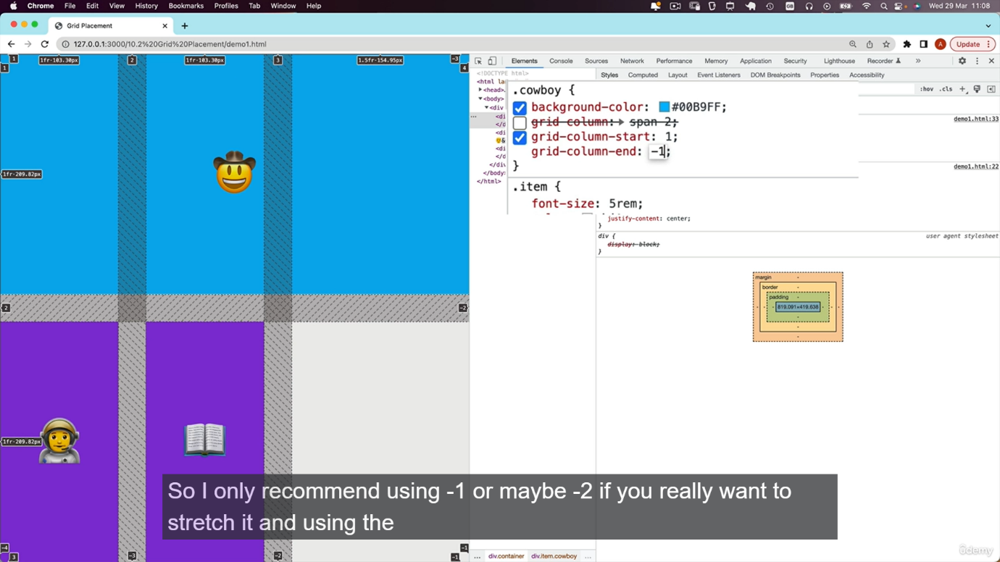 Chrome File Edit View History Bookmarks Profiles Tab Window Help GB Wed 29 Mar 11:08
Grid Placement
127.0.0.1:3000/10.2%20Grid%20Placement/demo1.html A Update
Elements Console Sources Network Performance Memory Application Security Lighthouse Recorder
<!DOCTYPE html>
<html la
<head>
<body>
<div
<di
</d
<di
<di
</d
</di
</body>
</html>
Styles Computed Layout Event Listeners DOM Breakpoints Properties Accessibility
:hov .cls
demo1.html:33
.cowboy {
background-color: #00B9FF;
grid-column: span 2;
grid-column-start: 1;
grid-column-end: -1;
}
demo1.html:22
.item {
font-size: 5rem;
justify-content: center;
}
div { user agent stylesheet
display: block;
}
margin -
border -
padding -
819.091×419.638
1 1fr·103.30px 2 1fr·103.30px 3 1.5fr·154.95px -3
1 4
1fr·209.82px
2 -2
1fr·209.82px
So I only recommend using -1 or maybe -2 if you really want to
stretch it and using the
-4 -1
3 -3 -2 -1
... div.container div.item.cowboy ...
ûdemy